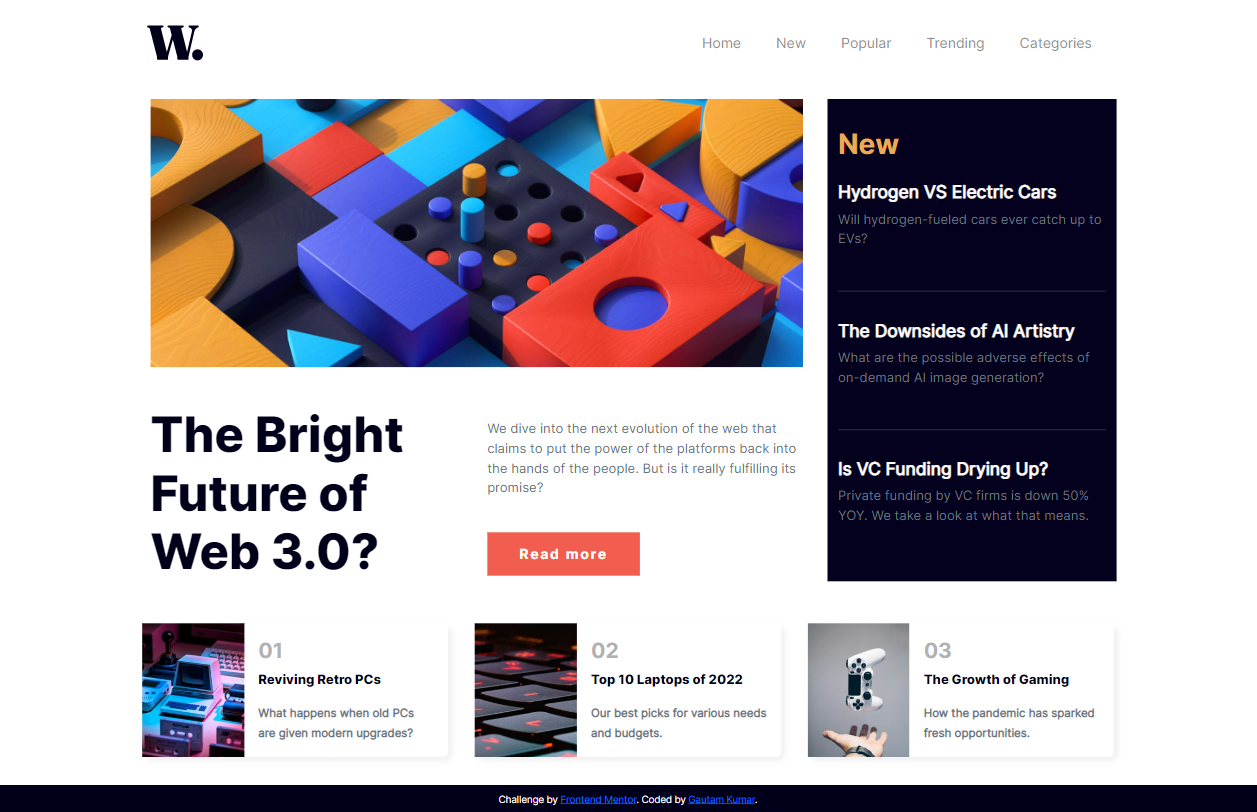 W.
Home New Popular Trending Categories
New
Hydrogen VS Electric Cars
Will hydrogen-fueled cars ever catch up to
EVs?
The Downsides of AI Artistry
What are the possible adverse effects of
on-demand AI image generation?
Is VC Funding Drying Up?
Private funding by VC firms is down 50%
YOY. We take a look at what that means.
The Bright
Future of
Web 3.0?
We dive into the next evolution of the web that
claims to put the power of the platforms back into
the hands of the people. But is it really fulfilling its
promise?
Read more
01
Reviving Retro PCs
What happens when old PCs
are given modern upgrades?
02
Top 10 Laptops of 2022
Our best picks for various needs
and budgets.
03
The Growth of Gaming
How the pandemic has sparked
fresh opportunities.
Challenge by Frontend Mentor. Coded by Gautam Kumar.